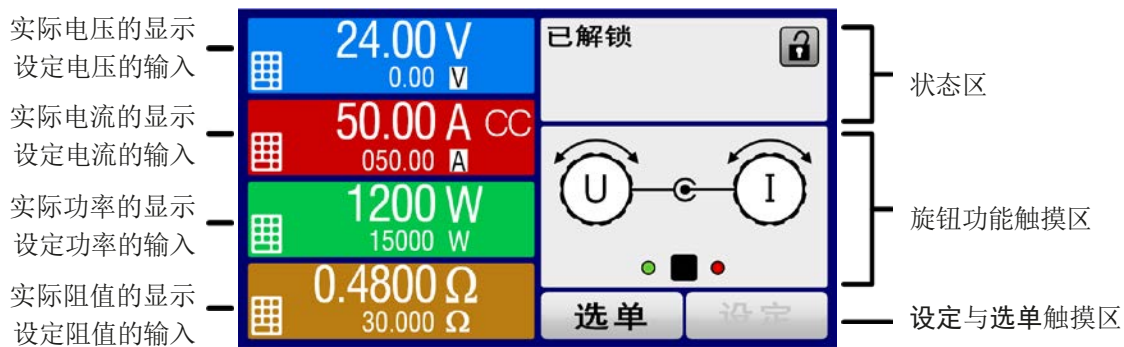 实际电压的显示
设定电压的输入
实际电流的显示
设定电流的输入
实际功率的显示
设定功率的输入
实际阻值的显示
设定阻值的输入
24.00 V
0.00 V
50.00 A CC
050.00 A
1200 W
15000 W
0.4800 Ω
30.000 Ω
已解锁
U I
选单 设定
状态区
旋钮功能触摸区
设定与选单触摸区